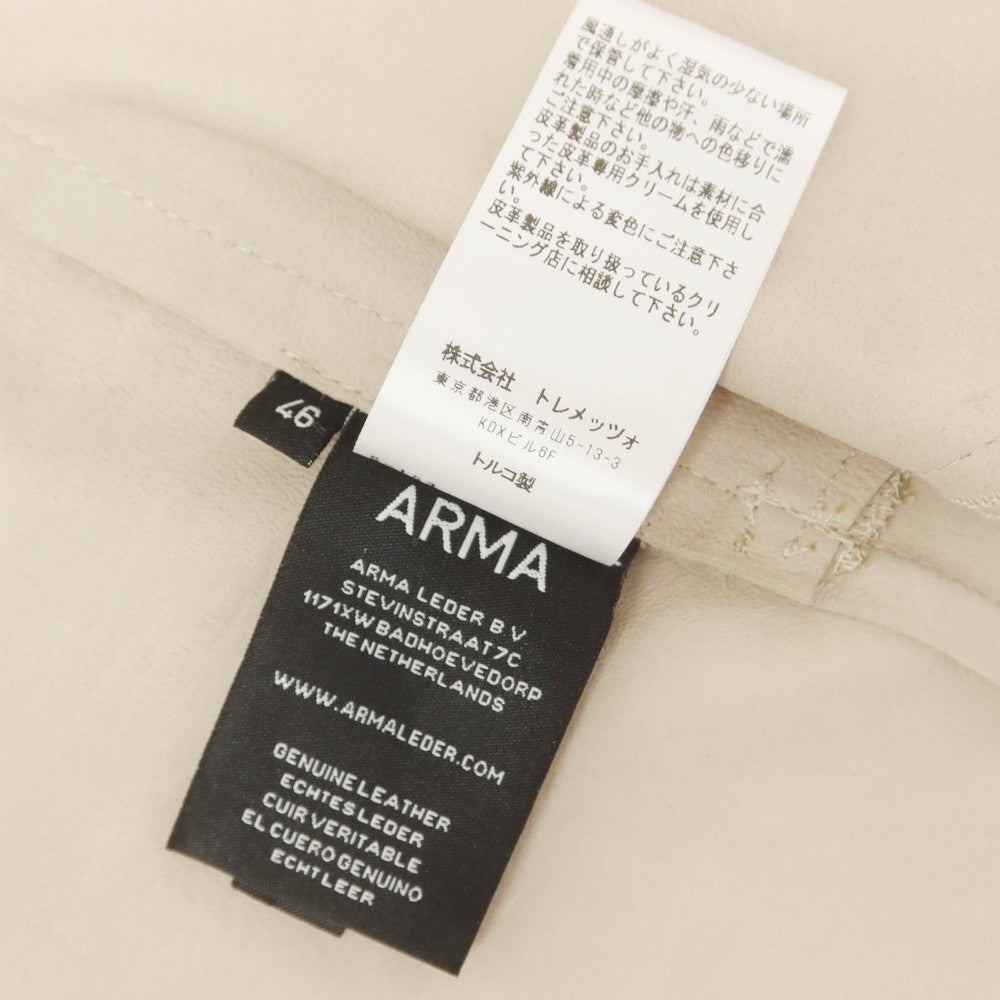 風通しがよく湿気の少ない場所
で保管して下さい。
着用中の摩擦や汗、雨などで濡
れた時など他の物への色移りに
ご注意下さい。
皮革製品のお手入れは素材に合
った皮革専用クリームを使用し
て下さい。
紫外線による変色にご注意下さ
い。
皮革製品を取り扱っているクリ
ーニング店に相談して下さい。
株式会社 トレメッツォ
東京都港区南青山5-13-3
KDXビル6F
トルコ製
46
ARMA
ARMA LEDER B V
STEVINSTRAAT 7C
1171XW BADHOEVEDORP
THE NETHERLANDS
WWW.ARMALEDER.COM
GENUINE LEATHER
ECHTES LEDER
CUIR VERITABLE
EL CUERO GENUINO
ECHT LEER